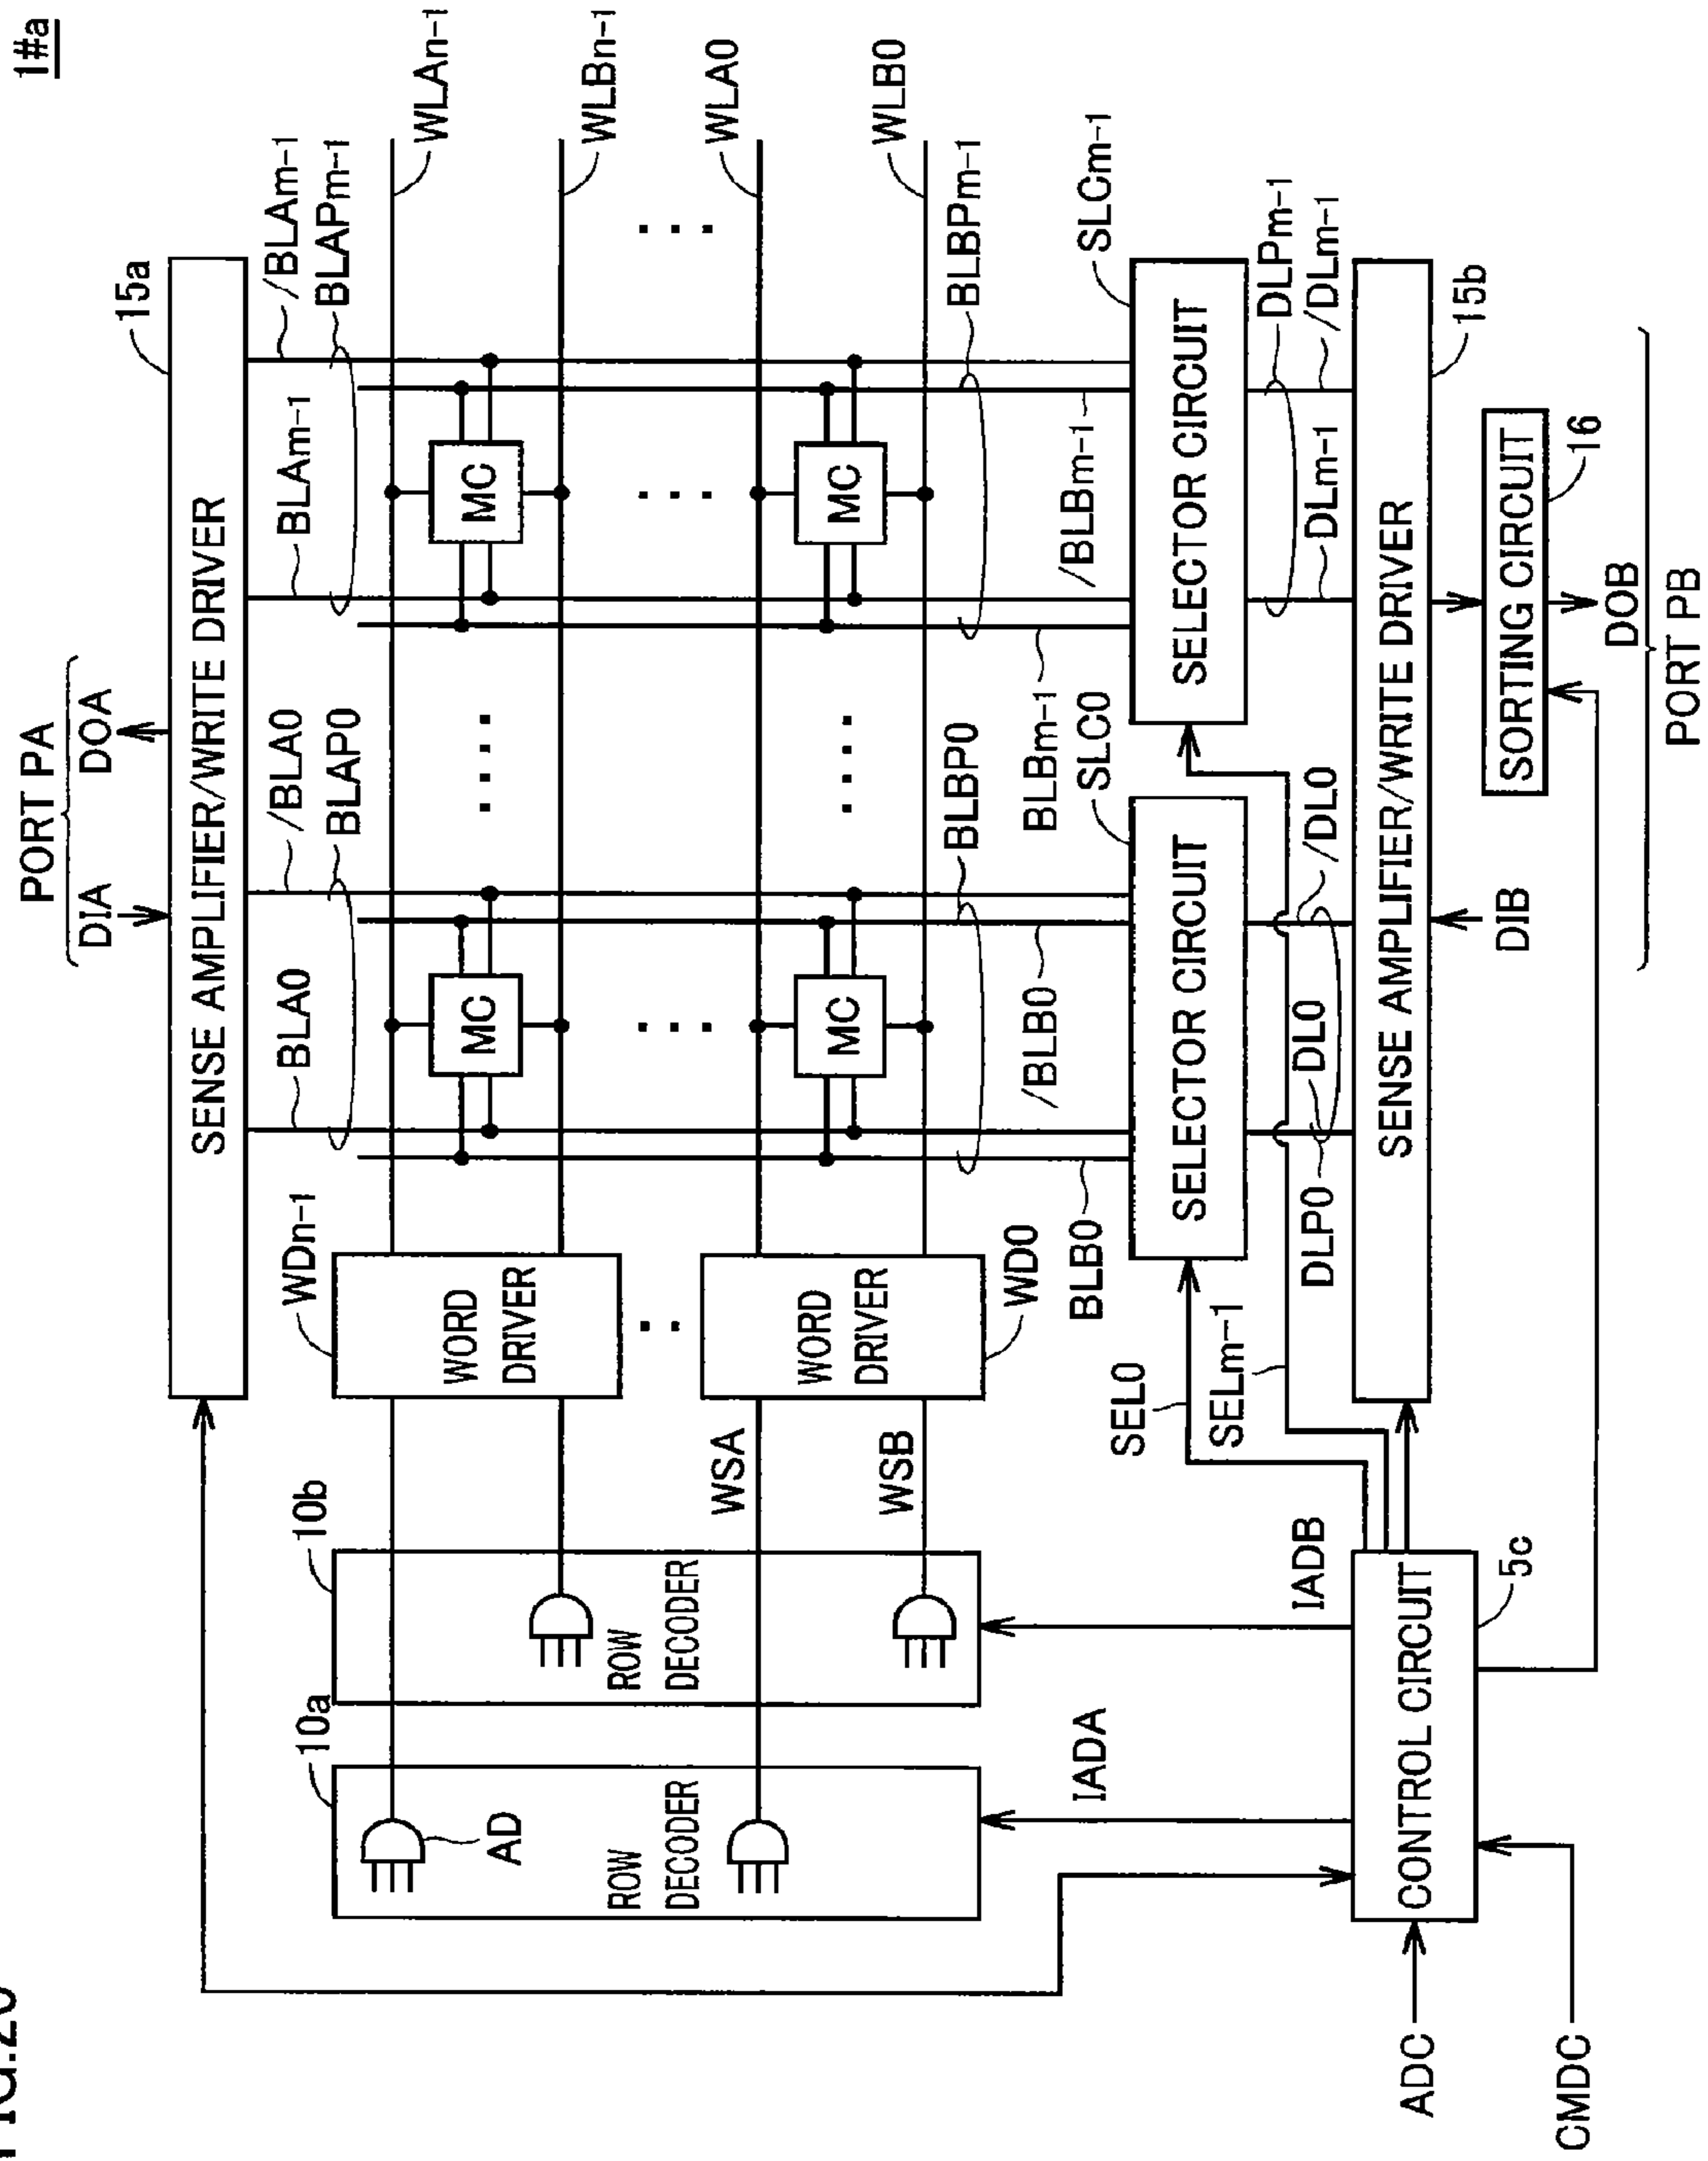 1#a
PORT PA
DIA
DOA
15a
SENSE AMPLIFIER/WRITE DRIVER
BLA0
/BLA0
BLAP0
BLAm-1
/BLAm-1
BLAPm-1
WLAn-1
WLBn-1
WLA0
WLB0
10a
10b
WDn-1
AD
ROW
DECODER
ROW
DECODER
WORD
DRIVER
MC
MC
WSA
WSB
WORD
DRIVER
WD0
MC
MC
BLBP0
BLBPm-1
BLB0
/BLB0
BLBm-1
/BLBm-1
IADA
IADB
SEL0
SELm-1
SLC0
SELECTOR CIRCUIT
SLCm-1
SELECTOR CIRCUIT
DLP0
DL0
/DL0
DLm-1
DLPm-1
/DLm-1
ADC
CONTROL CIRCUIT
5c
SENSE AMPLIFIER/WRITE DRIVER
15b
CMDC
DIB
SORTING CIRCUIT
16
DOB
PORT PB